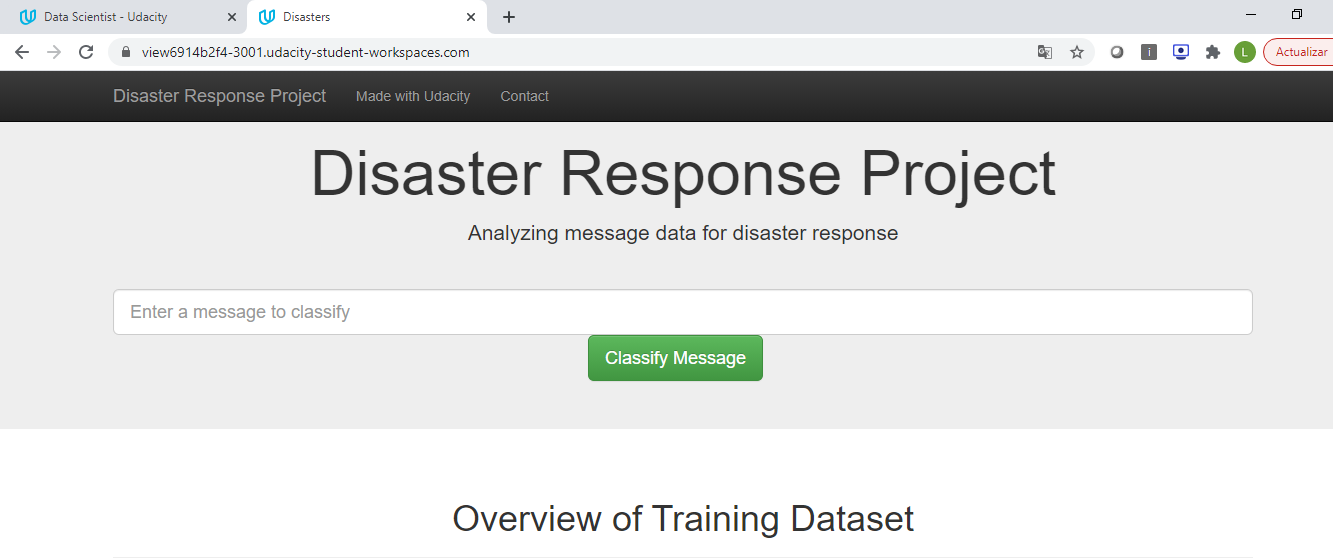 Data Scientist - Udacity
Disasters
view6914b2f4-3001.udacity-student-workspaces.com
L
Actualizar
Disaster Response Project
Made with Udacity
Contact
Disaster Response Project
Analyzing message data for disaster response
Enter a message to classify
Classify Message
Overview of Training Dataset